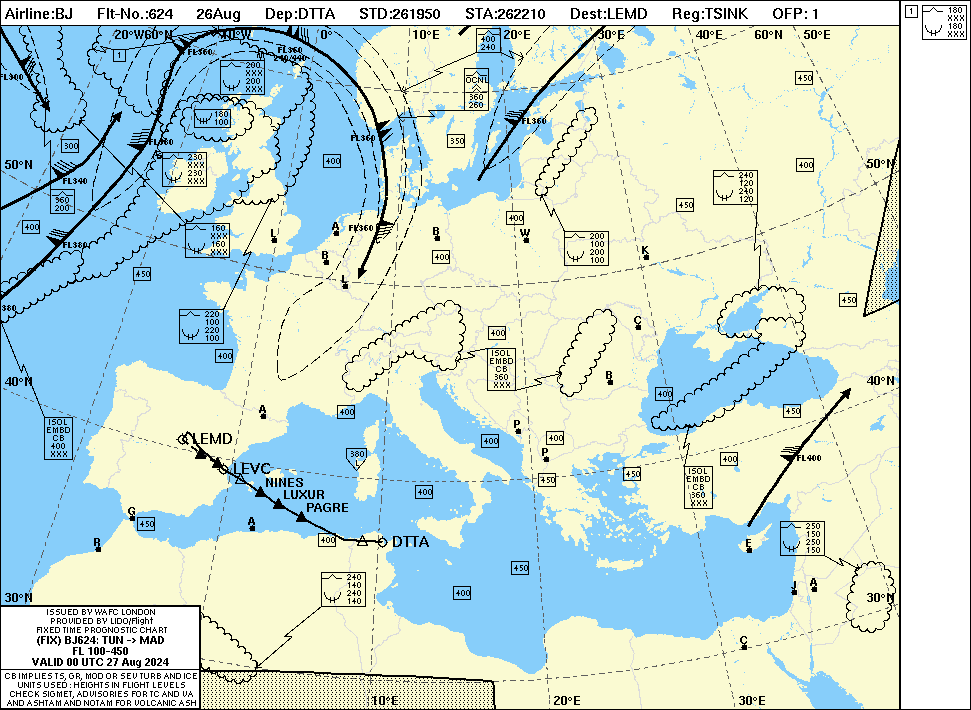 Airline:BJ Flt-No.:624 26Aug Dep:DTTA STD:261950 STA:262210 Dest:LEMD Reg:TSINK OFP: 1
1
180
XXX
180
XXX
20°W60°N 10°W 0° 10°E 20°E 30°E 40°E 60°N 50°E
400
240
FL360
FL360
240/440
1
FL300
200
XXX
200
XXX
OCNL
360
260
450
180
100
FL360
FL360
FL360
300
350
230
XXX
230
XXX
400
400
50°N
50°N
FL340
240
120
240
120
360
200
450
400
400
160
XXX
160
XXX
FL360
A
B
W
L
FL380
200
100
200
100
B
400
K
450
L
380
450
220
100
220
100
C
400
400
ISOL
EMBD
CB
360
XXX
B
40°N
40°N
400
400
A
450
ISOL
EMBD
CB
400
XXX
P
LEMD
400
400
380
L
P
400
FL400
LEVC
450
450
ISOL
EMBD
CB
360
XXX
NINES
LUXUR
400
PAGRE
G
450
A
250
150
250
150
R
400
DTTA
E
450
240
140
240
140
J
A
400
30°N
30°N
C
ISSUED BY WAFC LONDON
PROVIDED BY LIDO/Flight
FIXED TIME PROGNOSTIC CHART
(FIX) BJ624: TUN -> MAD
FL 100-450
VALID 00 UTC 27 Aug 2024
CB IMPLIES TS, GR, MOD OR SEV TURB AND ICE
UNITS USED : HEIGHTS IN FLIGHT LEVELS
CHECK SIGMET, ADVISORIES FOR TC AND VA
AND ASHTAM AND NOTAM FOR VOLCANIC ASH
10°E 20°E 30°E